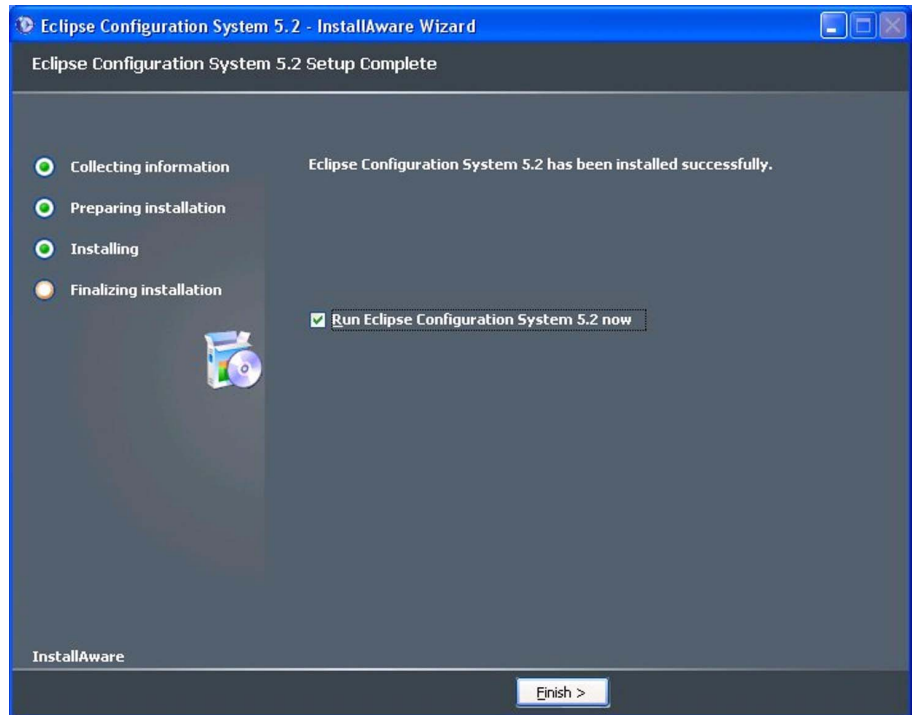 Eclipse Configuration System 5.2 - InstallAware Wizard
Eclipse Configuration System 5.2 Setup Complete
Collecting information
Eclipse Configuration System 5.2 has been installed successfully.
Preparing installation
Installing
Finalizing installation
Run Eclipse Configuration System 5.2 now
InstallAware
Finish >